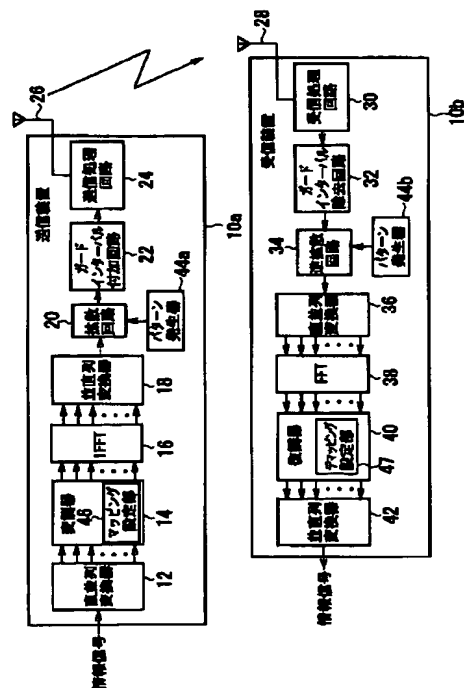 送信装置
10a
情報信号
直並列
変換器
12
変調器
46
マッピング
設定部
14
IFFT
16
並直列
変換器
18
拡散
回路
20
パターン
発生器
44a
ガード
インターバル
付加回路
22
送信処理
回路
24
26
受信装置
10b
28
受信処理
回路
30
ガード
インターバル
除去回路
32
逆拡散
回路
34
パターン
発生器
44b
直並列
変換器
36
FFT
38
復調器
40
デマッピング
設定部
47
並直列
変換器
42
情報信号